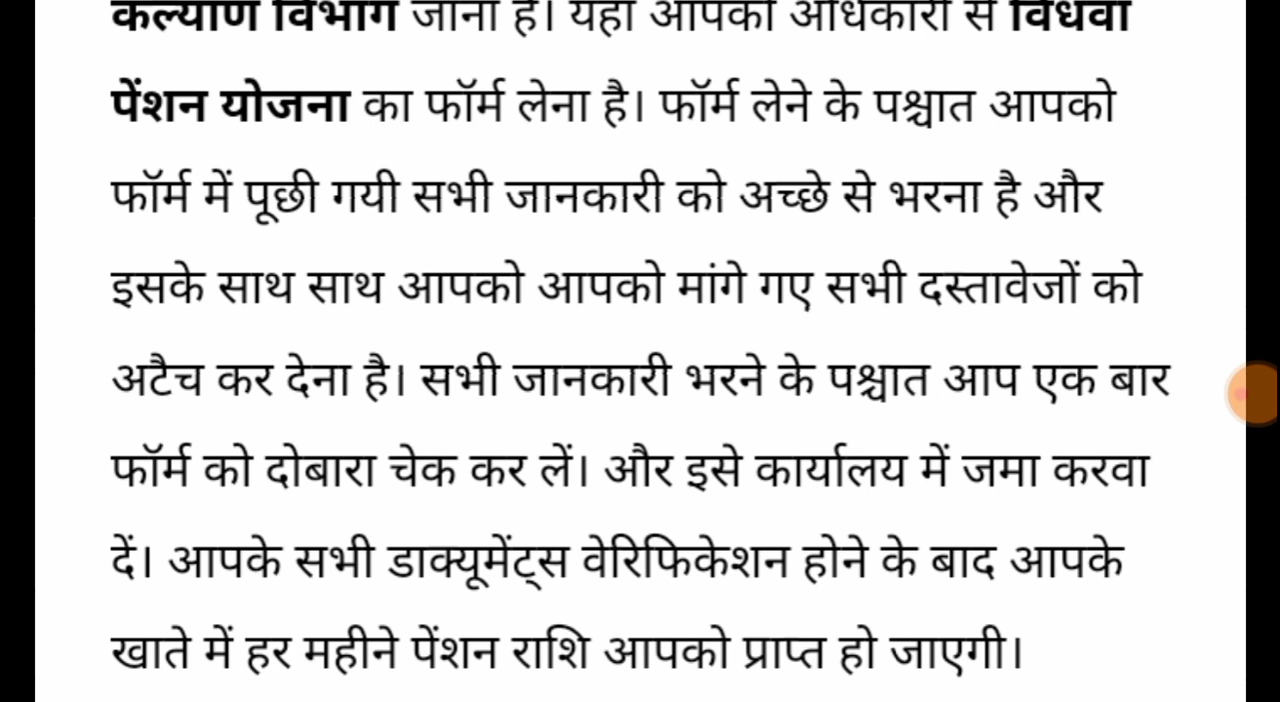 कल्याण विभाग जाना है। यहाँ आपको अधिकारी से विधवा
पेंशन योजना का फॉर्म लेना है। फॉर्म लेने के पश्चात आपको
फॉर्म में पूछी गयी सभी जानकारी को अच्छे से भरना है और
इसके साथ साथ आपको आपको मांगे गए सभी दस्तावेजों को
अटैच कर देना है। सभी जानकारी भरने के पश्चात आप एक बार
फॉर्म को दोबारा चेक कर लें। और इसे कार्यालय में जमा करवा
दें। आपके सभी डाक्यूमेंट्स वेरिफिकेशन होने के बाद आपके
खाते में हर महीने पेंशन राशि आपको प्राप्त हो जाएगी।